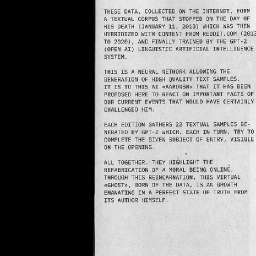 THESE DATA, COLLECTED ON THE INTERNET, FORM
A TEXTUAL CORPUS THAT STOPPED ON THE DAY OF
HIS DEATH (JANUARY 11, 2013) WHICH WAS THEN
HYBRIDIZED WITH CONTENT FROM REDDIT.COM (2013
TO 2020), AND FINALLY TRAINED BY THE GPT-2
(OPEN AI) LINGUISTIC ARTIFICIAL INTELLIGENCE
SYSTEM.
THIS IS A NEURAL NETWORK ALLOWING THE
GENERATION OF HIGH QUALITY TEXT SAMPLES.
IT IS TO THIS AI «AARONSW» THAT IT HAS BEEN
PROPOSED HERE TO REACT ON IMPORTANT FACTS OF
OUR CURRENT EVENTS THAT WOULD HAVE CERTAINLY
CHALLENGED HIM.
EACH EDITION GATHERS 22 TEXTUAL SAMPLES GE-
NERATED BY GPT-2 WHICH, EACH IN TURN, TRY TO
COMPLETE THE GIVEN SUBJECT OF ENTRY, VISIBLE
ON THE OPENING.
ALL TOGETHER, THEY HIGHLIGHT THE
REFABRICATION OF A MORAL BEING ONLINE.
THROUGH THIS REINCARNATION, THIS VIRTUAL
«GHOST», BORN OF THE DATA, IS AN GROWTH
EMANATING IN A PERFECT STATE OF TRUTH FROM
ITS AUTHOR HIMSELF.